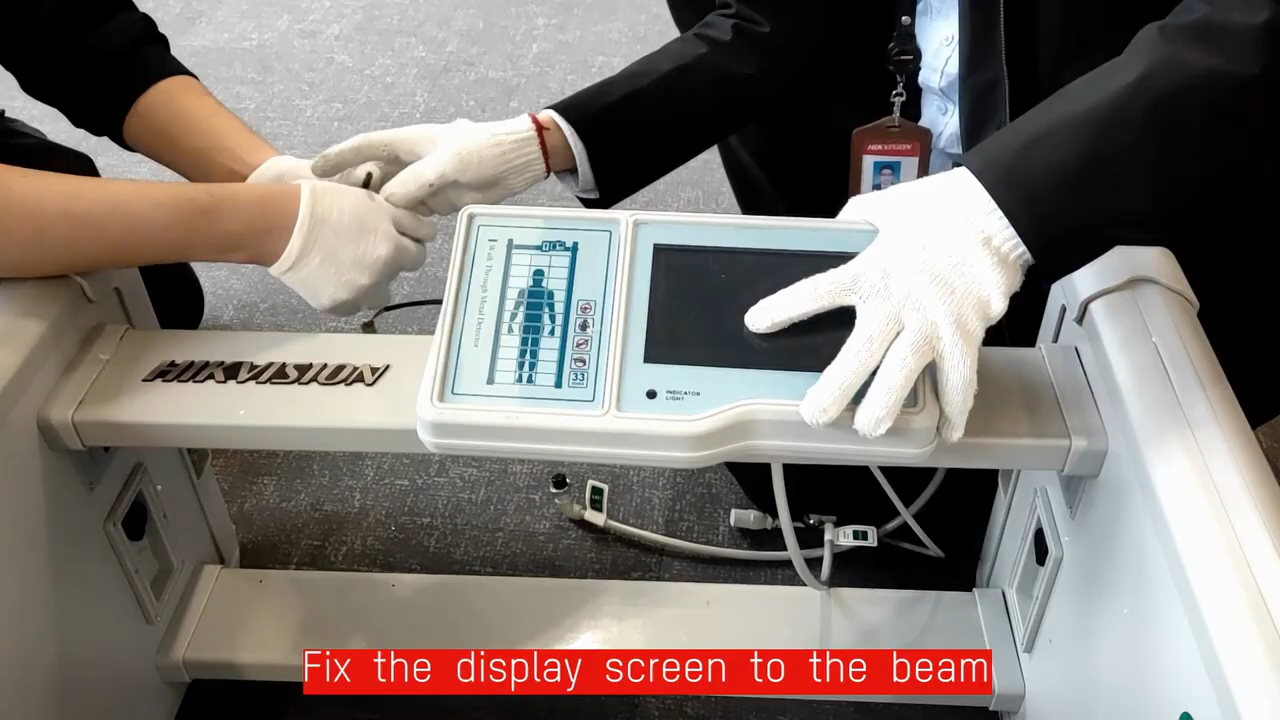 HIKVISION
Walk Through Metal Detector
33
HIKVISION
INDICATOR
LIGHT
Fix the display screen to the beam